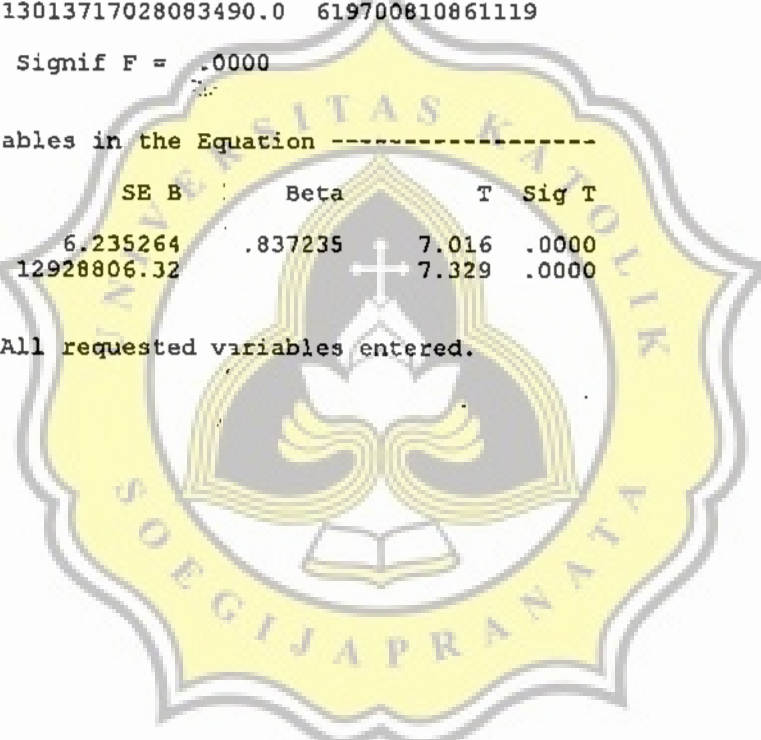 13013717028083490.0 619700810861119
Signif F = .0000
ables in the Equation -------------------
SE B Beta T Sig T
6.235264 .837235 7.016 .0000
12928806.32 7.329 .0000
All requested variables entered.
UNIVERSITAS KATOLIK
SOEGIJAPRANATA